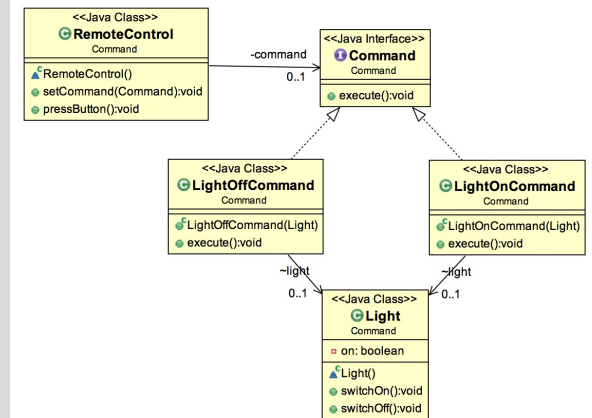 <<Java Class>>
RemoteControl
Command
RemoteControl()
setCommand(Command):void
pressButton():void
-command
0..1
<<Java Interface>>
Command
Command
execute():void
<<Java Class>>
LightOffCommand
Command
LightOffCommand(Light)
execute():void
<<Java Class>>
LightOnCommand
Command
LightOnCommand(Light)
execute():void
~light
0..1
~light
0..1
<<Java Class>>
Light
Command
on: boolean
Light()
switchOn():void
switchOff():void